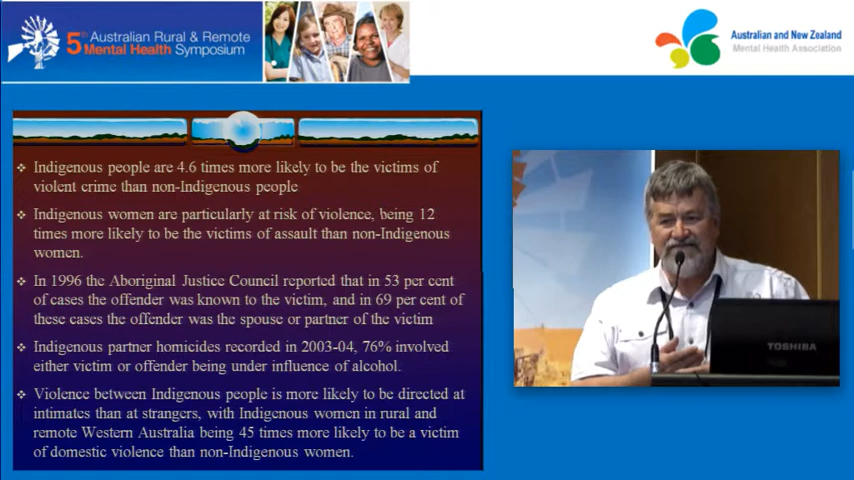 5th Australian Rural & Remote
Mental Health Symposium
Australian and New Zealand
Mental Health Association
❖ Indigenous people are 4.6 times more likely to be the victims of
violent crime than non-Indigenous people
❖ Indigenous women are particularly at risk of violence, being 12
times more likely to be the victims of assault than non-Indigenous
women.
❖ In 1996 the Aboriginal Justice Council reported that in 53 per cent
of cases the offender was known to the victim, and in 69 per cent of
these cases the offender was the spouse or partner of the victim
❖ Indigenous partner homicides recorded in 2003-04, 76% involved
either victim or offender being under influence of alcohol.
❖ Violence between Indigenous people is more likely to be directed at
intimates than at strangers, with Indigenous women in rural and
remote Western Australia being 45 times more likely to be a victim
of domestic violence than non-Indigenous women.
TOSHIBA